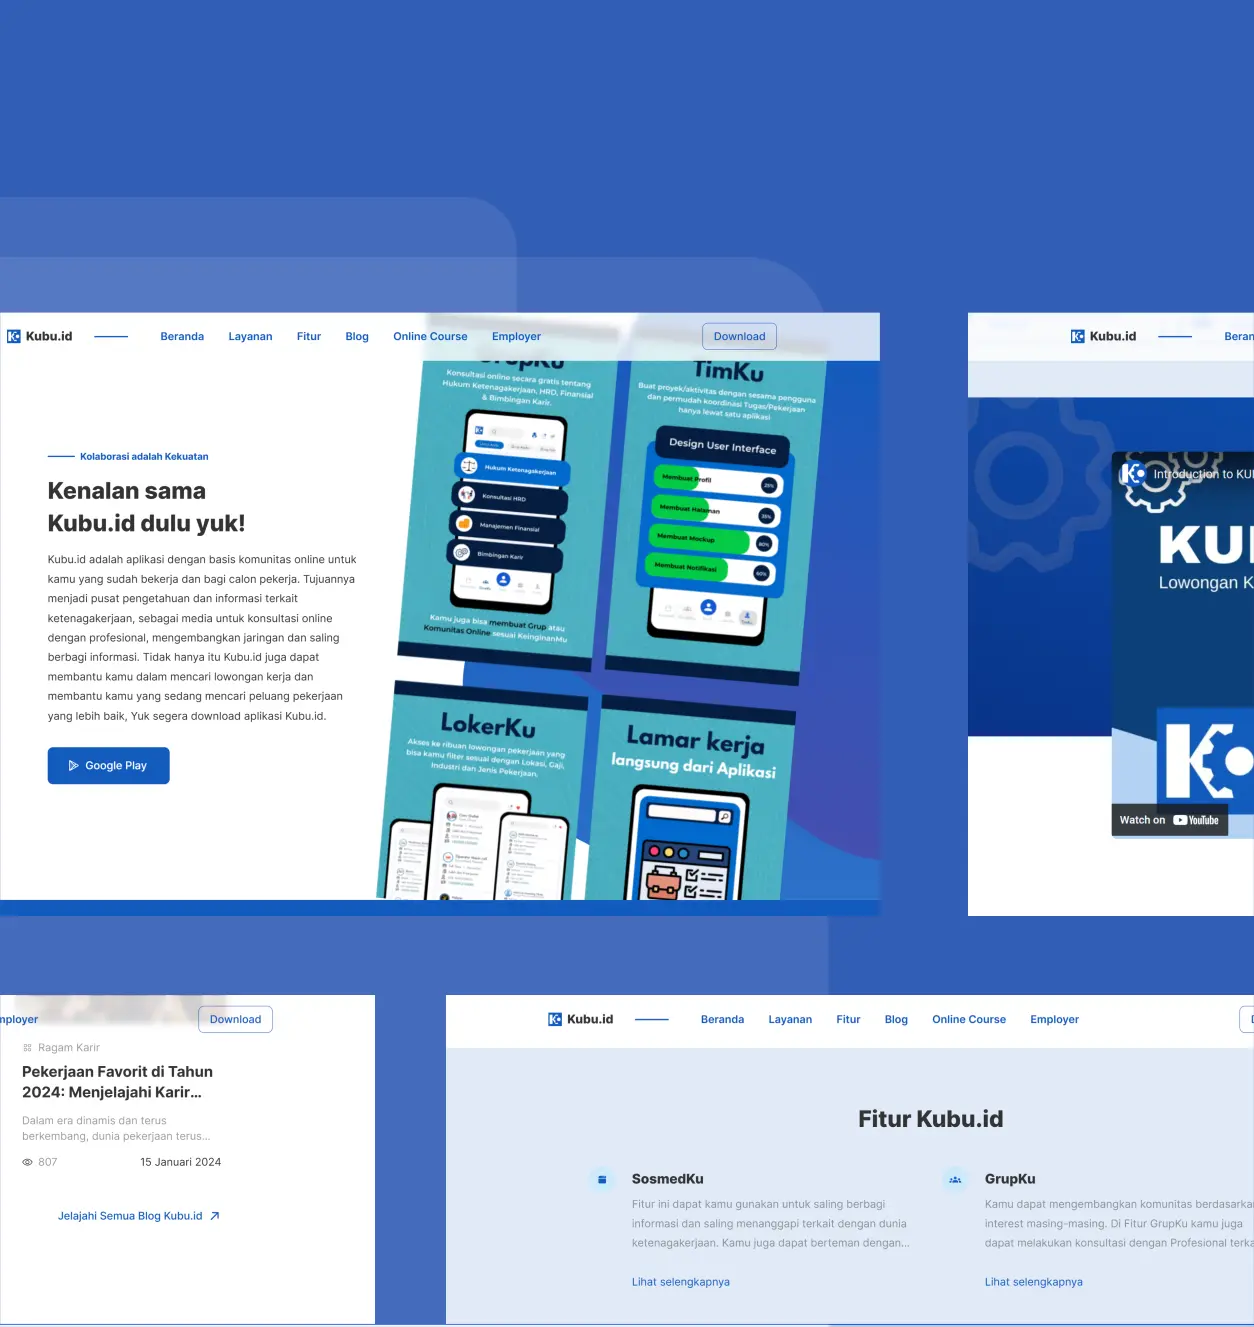 Kubu.id
Beranda
Layanan
Fitur
Blog
Online Course
Employer
Download
Kolaborasi adalah Kekuatan
Kenalan sama
Kubu.id dulu yuk!
Kubu.id adalah aplikasi dengan basis komunitas online untuk
kamu yang sudah bekerja dan bagi calon pekerja. Tujuannya
menjadi pusat pengetahuan dan informasi terkait
ketenagakerjaan, sebagai media untuk konsultasi online
dengan profesional, mengembangkan jaringan dan saling
berbagi informasi. Tidak hanya itu Kubu.id juga dapat
membantu kamu dalam mencari lowongan kerja dan
membantu kamu yang sedang mencari peluang pekerjaan
yang lebih baik, Yuk segera download aplikasi Kubu.id.
Google Play
GrupKu
Konsultasi online secara gratis tentang
Hukum Ketenagakerjaan, HRD, Finansial
& Bimbingan Karir.
Hukum Ketenagakerjaan
Konsultasi HRD
Manajemen Finansial
Bimbingan Karir
Kamu juga bisa membuat Grup atau
Komunitas Online sesuai KeinginanMu
TimKu
Buat proyek/aktivitas dengan sesama pengguna
dan permudah koordinasi Tugas/Pekerjaan
hanya lewat satu aplikasi
Design User Interface
Membuat Profil
25%
Membuat Halaman
35%
Membuat Mockup
80%
Membuat Notifikasi
60%
LokerKu
Akses ke ribuan lowongan pekerjaan yang
bisa kamu filter sesual dengan Lokasi, Gaji,
Industri dan Jenis Pekerjaan.
Lamar kerja
langsung dari Aplikasi
Kubu.id
Beran
Introduction to KU
KU
Lowongan K
Watch on YouTube
mployer
Download
Ragam Karir
Pekerjaan Favorit di Tahun
2024: Menjelajahi Karir...
Dalam era dinamis dan terus
berkembang, dunia pekerjaan terus...
807
15 Januari 2024
Jelajahi Semua Blog Kubu.id
Kubu.id
Beranda
Layanan
Fitur
Blog
Online Course
Employer
Fitur Kubu.id
SosmedKu
Fitur ini dapat kamu gunakan untuk saling berbagi
informasi dan saling menanggapi terkait dengan dunia
ketenagakerjaan. Kamu juga dapat berteman dengan...
Lihat selengkapnya
GrupKu
Kamu dapat mengembangkan komunitas berdasarka
interest masing-masing. Di Fitur GrupKu kamu juga
dapat melakukan konsultasi dengan Profesional terka
Lihat selengkapnya